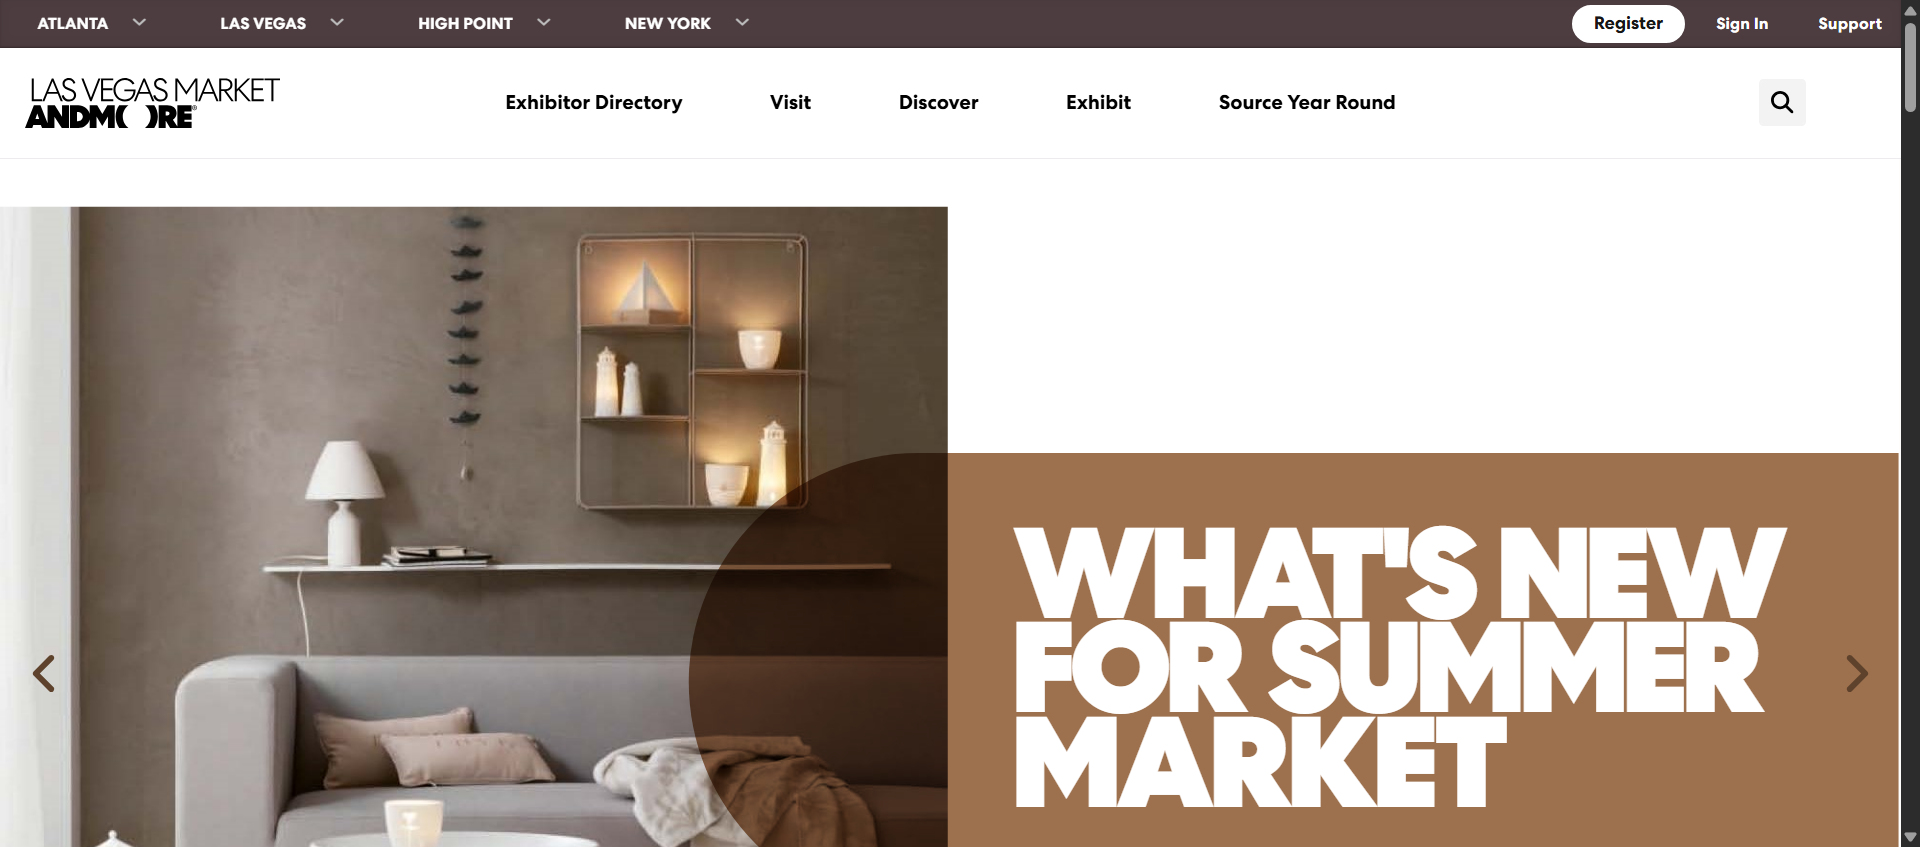 ATLANTA LAS VEGAS HIGH POINT NEW YORK Register Sign In Support
LAS VEGAS MARKET
ANDMORE®
Exhibitor Directory Visit Discover Exhibit Source Year Round
WHAT'S NEW
FOR SUMMER
MARKET